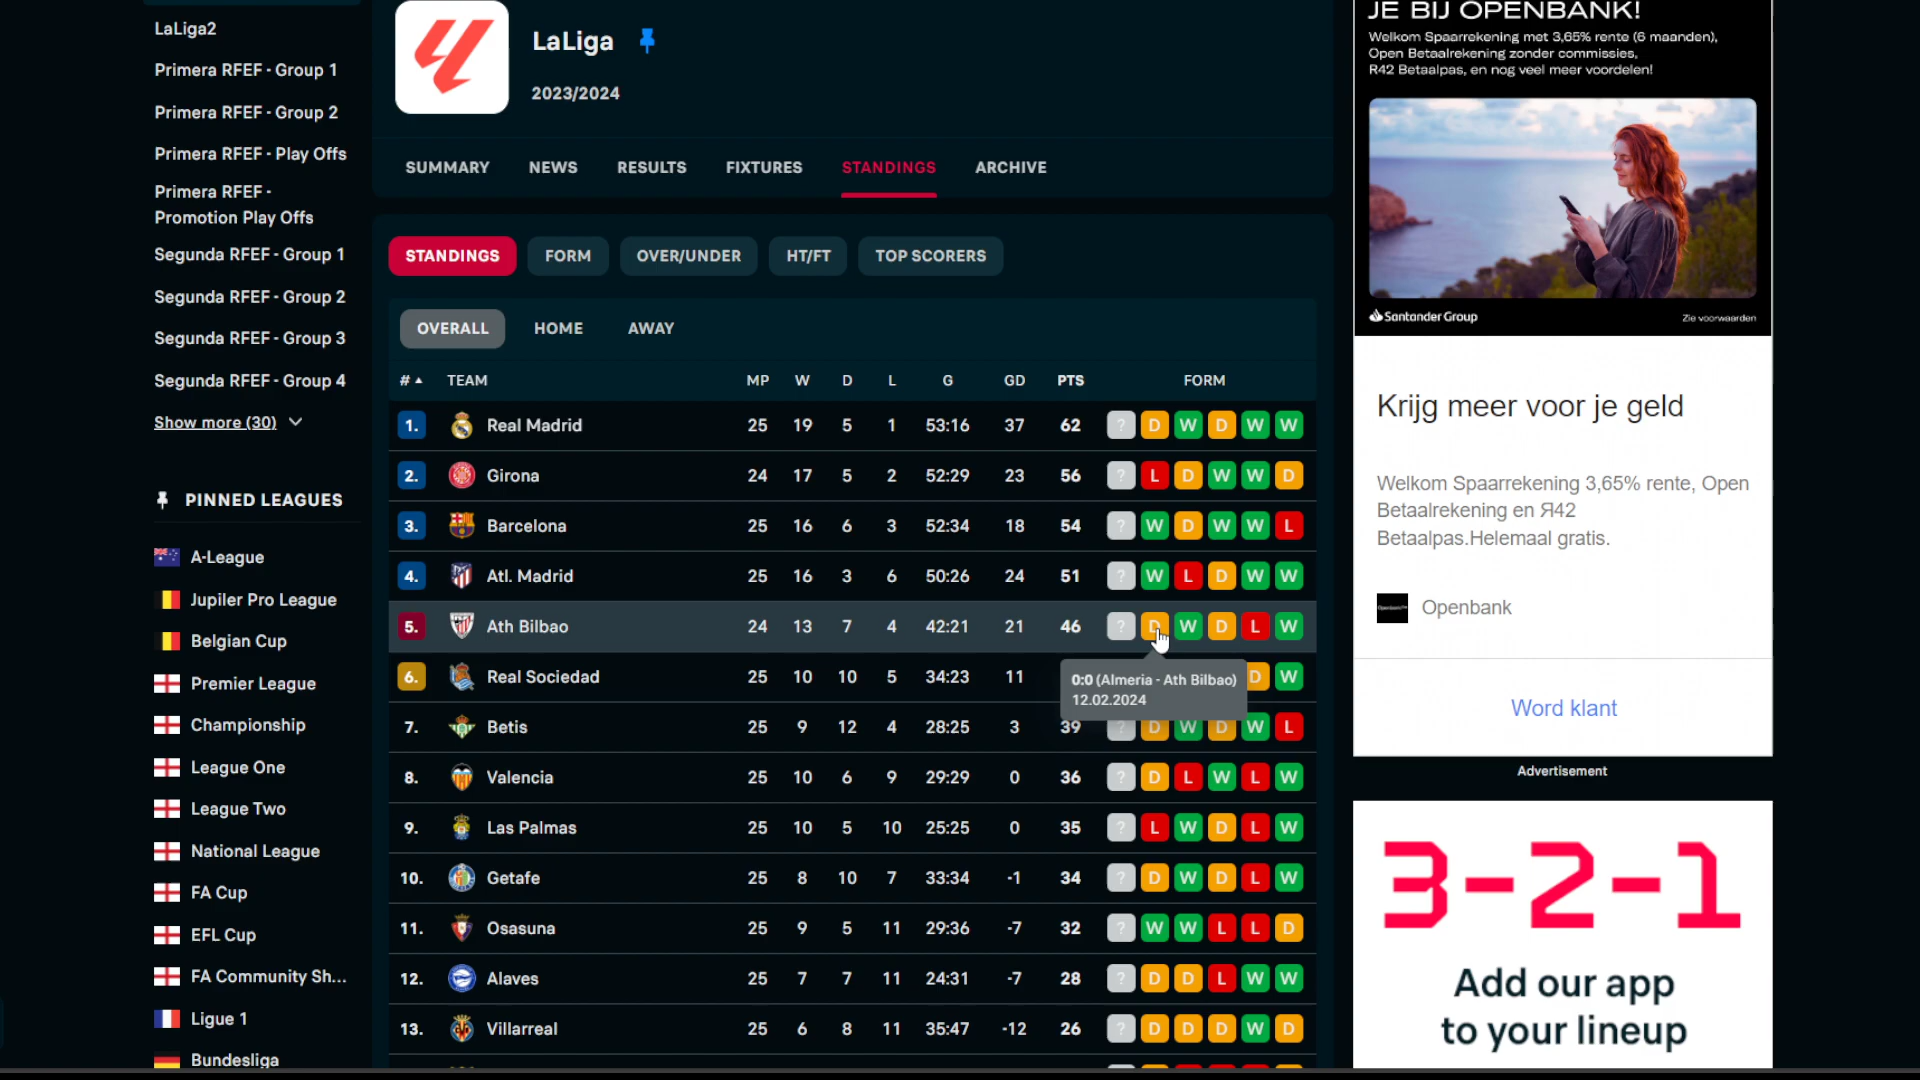 LaLiga2
Primera RFEF - Group 1
Primera RFEF - Group 2
Primera RFEF - Play Offs
Primera RFEF -
Promotion Play Offs
Segunda RFEF - Group 1
Segunda RFEF - Group 2
Segunda RFEF - Group 3
Segunda RFEF - Group 4
Show more (30)
PINNED LEAGUES
A-League
Jupiler Pro League
Belgian Cup
Premier League
Championship
League One
League Two
National League
FA Cup
EFL Cup
FA Community Sh...
Ligue 1
Bundesliga
LaLiga
2023/2024
SUMMARY NEWS RESULTS FIXTURES STANDINGS ARCHIVE
STANDINGS FORM OVER/UNDER HT/FT TOP SCORERS
OVERALL HOME AWAY
# TEAM MP W D L G GD PTS FORM
1. Real Madrid 25 19 5 1 53:16 37 62 ? D W D W W
2. Girona 24 17 5 2 52:29 23 56 ? L D W W D
3. Barcelona 25 16 6 3 52:34 18 54 ? W D W W L
4. Atl. Madrid 25 16 3 6 50:26 24 51 ? W L D W W
5. Ath Bilbao 24 13 7 4 42:21 21 46 ? D W D L W
6. Real Sociedad 25 10 10 5 34:23 11 D W
0:0 (Almeria - Ath Bilbao)
12.02.2024
7. Betis 25 9 12 4 28:25 3 39 ? D W D W L
8. Valencia 25 10 6 9 29:29 0 36 ? D L W L W
9. Las Palmas 25 10 5 10 25:25 0 35 ? L W D L W
10. Getafe 25 8 10 7 33:34 -1 34 ? D W D L W
11. Osasuna 25 9 5 11 29:36 -7 32 ? W W L L D
12. Alaves 25 7 7 11 24:31 -7 28 ? D D L W W
13. Villarreal 25 6 8 11 35:47 -12 26 ? D D D W D
JE BIJ OPENBANK!
Welkom Spaarrekening met 3,65% rente (6 maanden),
Open Betaalrekening zonder commissies,
R42 Betaalpas, en nog veel meer voordelen!
Santander Group
Zie voorwaarden
Krijg meer voor je geld
Welkom Spaarrekening 3,65% rente, Open
Betaalrekening en Я42
Betaalpas.Helemaal gratis.
Openbank
Word klant
Advertisement
3-2-1
Add our app
to your lineup